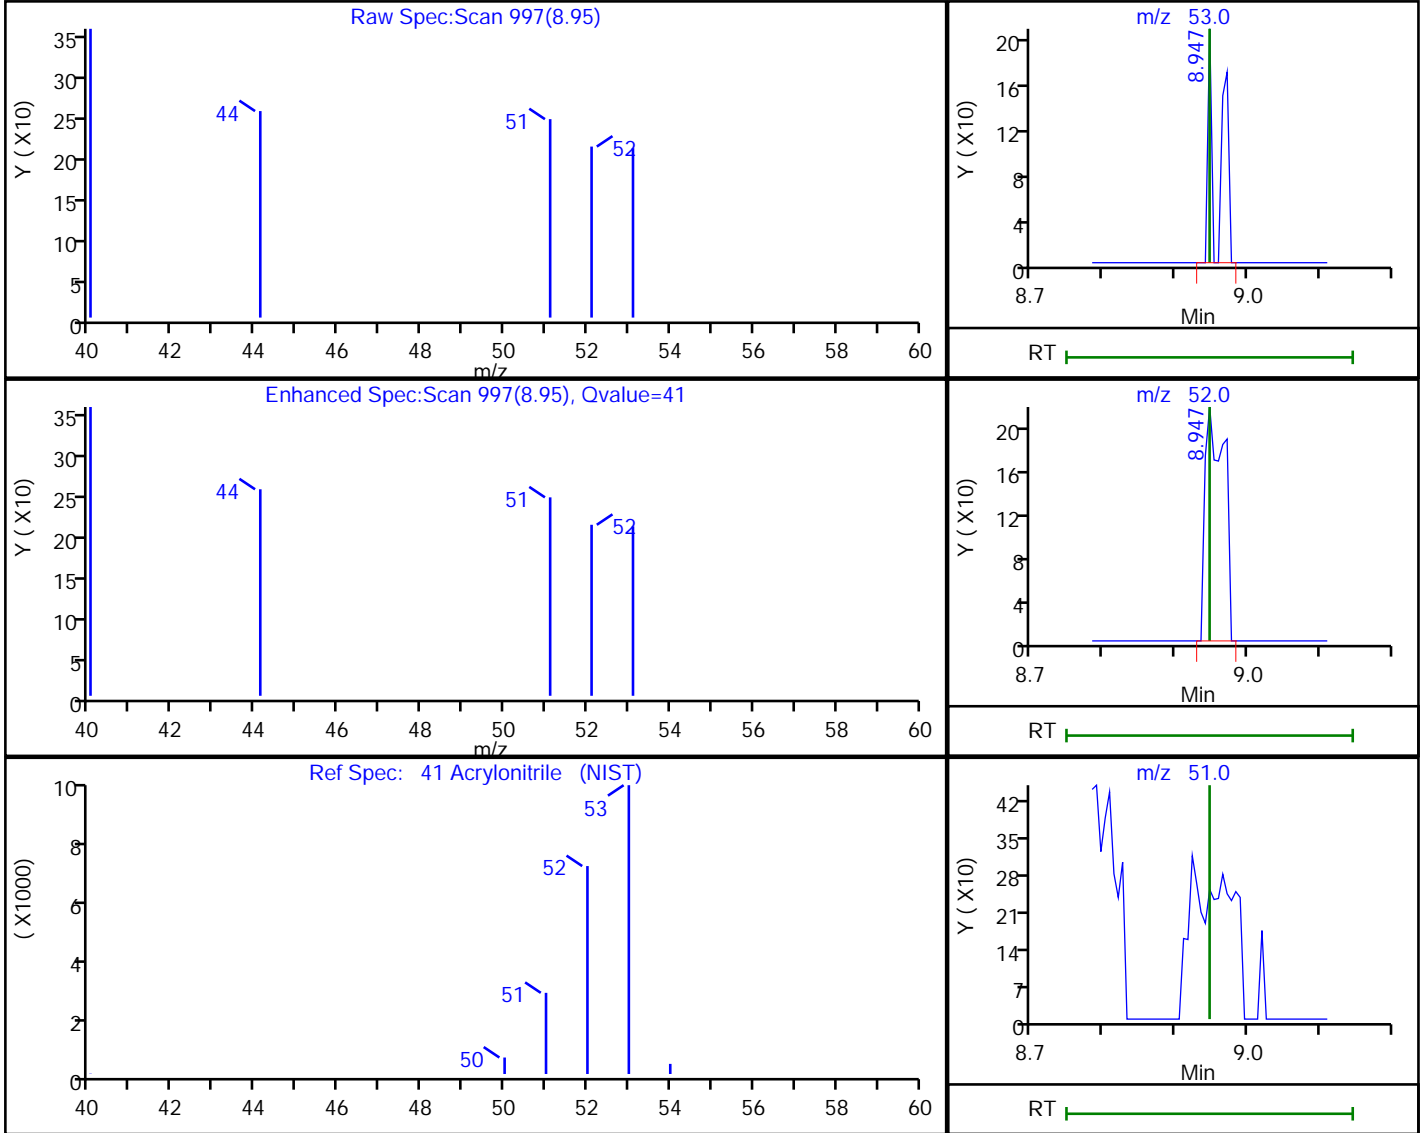 Raw Spec:Scan 997(8.95)
Y ( X10)
35
30
25
20
15
10
5
0
44
51
52
40 42 44 46 48 50 52 54 56 58 60
m/z
m/z 53.0
8.947
Y ( X10)
20
16
12
8
4
0
8.7 9.0
Min
RT
Enhanced Spec:Scan 997(8.95), Qvalue=41
Y ( X10)
35
30
25
20
15
10
5
0
44
51
52
40 42 44 46 48 50 52 54 56 58 60
m/z
m/z 52.0
8.947
Y ( X10)
20
16
12
8
4
0
8.7 9.0
Min
RT
Ref Spec: 41 Acrylonitrile (NIST)
( X1000)
10
8
6
4
2
0
53
52
51
50
40 42 44 46 48 50 52 54 56 58 60
m/z 51.0
Y ( X10)
42
35
28
21
14
7
0
8.7 9.0
Min
RT